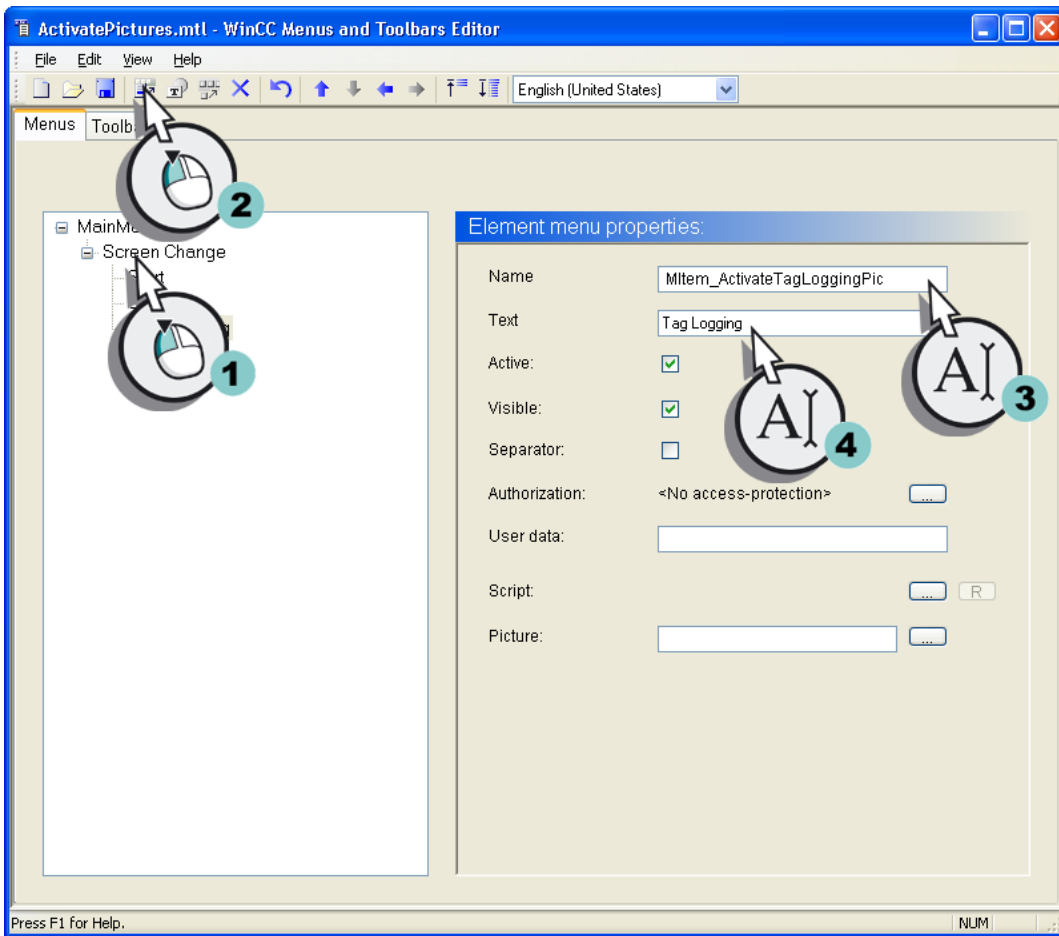 ActivatePictures.mtl - WinCC Menus and Toolbars Editor
File Edit View Help
English (United States)
Menus Toolb
2
MainM
Element menu properties:
Screen Change
Name MItem_ActivateTagLoggingPic
Text Tag Logging
Active:
1
3
Visible:
4
Separator:
Authorization: <No access-protection> ...
User data:
Script: ... R
Picture: ...
Press F1 for Help. NUM